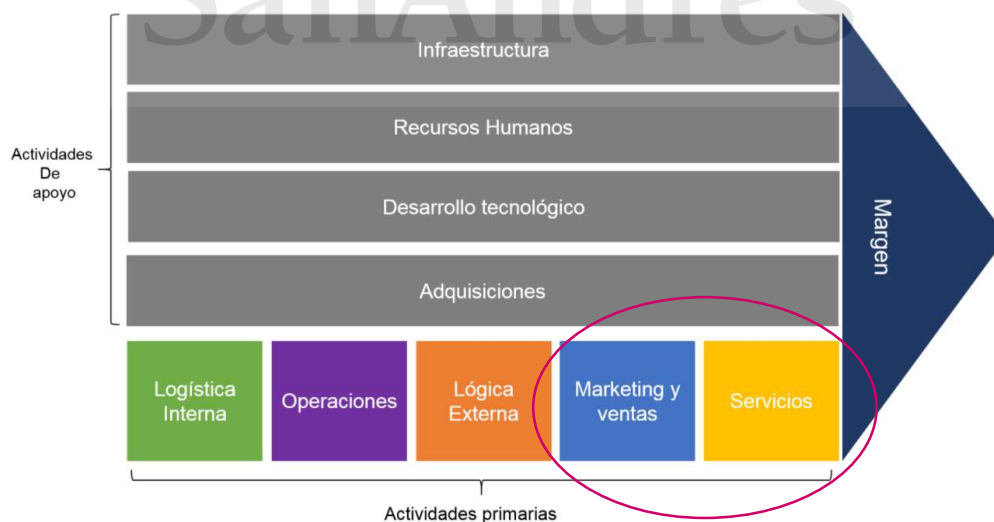 SanAndrés
Infraestructura
Recursos Humanos
Actividades
De
apoyo
Desarrollo tecnológico
Adquisiciones
Margen
Logística
Interna
Operaciones
Lógica
Externa
Marketing y
ventas
Servicios
Actividades primarias